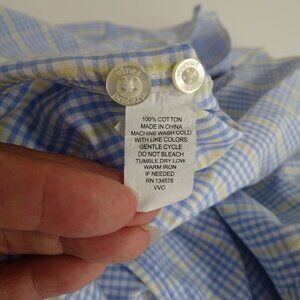 vines
100% COTTON
MADE IN CHINA
MACHINE WASH COLD
WITH LIKE COLORS
GENTLE CYCLE
DO NOT BLEACH
TUMBLE DRY LOW
WARM IRON
IF NEEDED
RN 134578
VVO